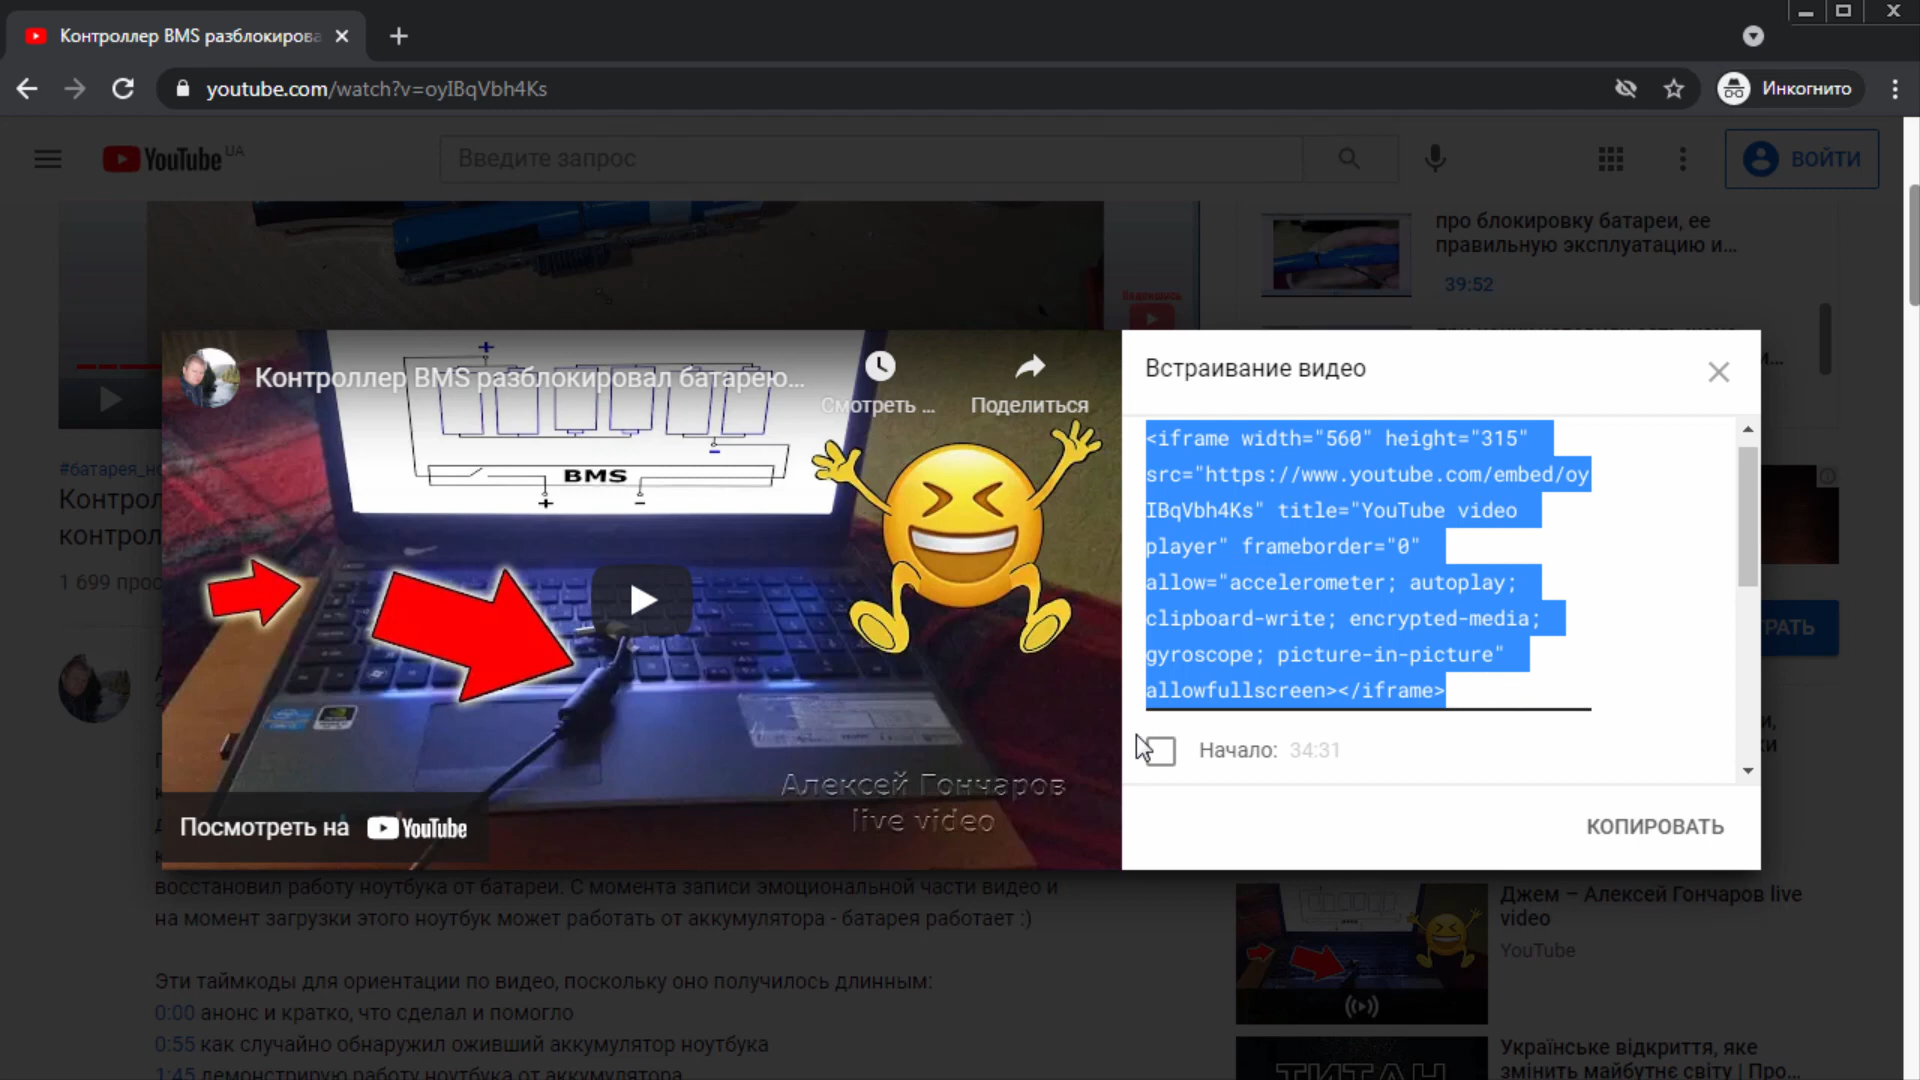 Контроллер BMS разблокирова
youtube.com/watch?v=oyIBqVbh4Ks
Инкогнито
YouTube UA
Введите запрос
ВОЙТИ
про блокировку батареи, ее
правильную эксплуатацию и...
39:52
Контроллер BMS разблокировал батарею...
Смотреть ...
Поделиться
+
-
BMS
+ -
Алексей Гончаров
live video
Посмотреть на YouTube
Встраивание видео
<iframe width="560" height="315"
src="https://www.youtube.com/embed/oy
IBqVbh4Ks" title="YouTube video
player" frameborder="0"
allow="accelerometer; autoplay;
clipboard-write; encrypted-media;
gyroscope; picture-in-picture"
allowfullscreen></iframe>
Начало: 34:31
КОПИРОВАТЬ
#батарея_но
Контрол
контрол
1 699 прос
восстановил работу ноутбука от батареи. С момента записи эмоциональной части видео и
на момент загрузки этого ноутбук может работать от аккумулятора - батарея работает :)
Эти таймкоды для ориентации по видео, поскольку оно получилось длинным:
0:00 анонс и кратко, что сделал и помогло
0:55 как случайно обнаружил оживший аккумулятор ноутбука
1:45 демонстрирую работу ноутбука от аккумулятора
РАТЬ
Джем – Алексей Гончаров live
video
YouTube
ТИТАН
Українське відкриття, яке
змінить майбутнє світу | Про...